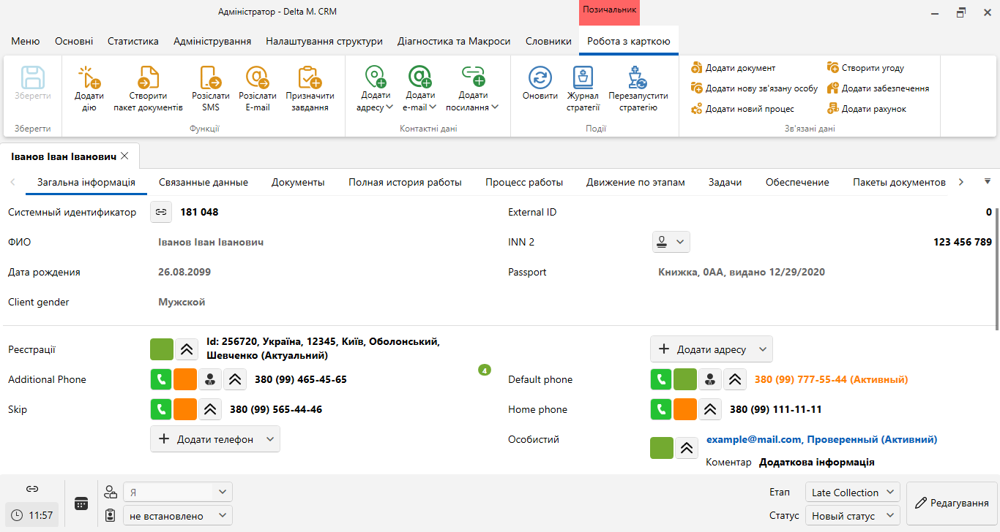 Адміністратор - Delta M. CRM
Позичальник
Меню Основні Статистика Адміністрування Налаштування структури Діагностика та Макроси Словники Робота з карткою
Зберегти
Додати дію
Створити пакет документів
Розіслати SMS
Розіслати E-mail
Призначити завдання
Додати адресу
Додати e-mail
Додати посилання
Оновити
Журнал стратегії
Перезапустити стратегію
Додати документ
Додати нову зв'язану особу
Додати новий процес
Створити угоду
Додати забезпечення
Додати рахунок
Зберегти Функції Контактні дані Події Зв'язані дані
Іванов Іван Іванович
Загальна інформація Связанные данные Документы Полная история работы Процесс работы Движение по этапам Задачи Обеспечение Пакеты документов
Системный идентификатор 181 048 External ID 0
ФИО Іванов Іван Іванович INN 2 123 456 789
Дата рождения 26.08.2099 Passport Книжка, 0АА, видано 12/29/2020
Client gender Мужской
Реєстрації Id: 256720, Україна, 12345, Київ, Оболонський,
Шевченко (Актуальний)
Додати адресу
4
Additional Phone 380 (99) 465-45-65 Default phone 380 (99) 777-55-44 (Активный)
Skip 380 (99) 565-44-46 Home phone 380 (99) 111-11-11
Додати телефон Особистий example@mail.com, Проверенный (Активний)
Коментар Додаткова інформація
Я Етап Late Collection
11:57 не встановлено Статус Новый статус
Редагування